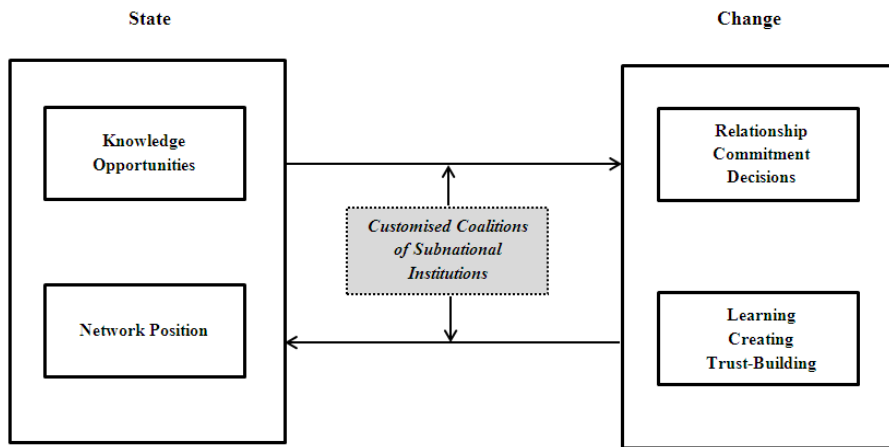 State
Change
Knowledge
Opportunities
Relationship
Commitment
Decisions
Customised Coalitions
of Subnational
Institutions
Network Position
Learning
Creating
Trust-Building